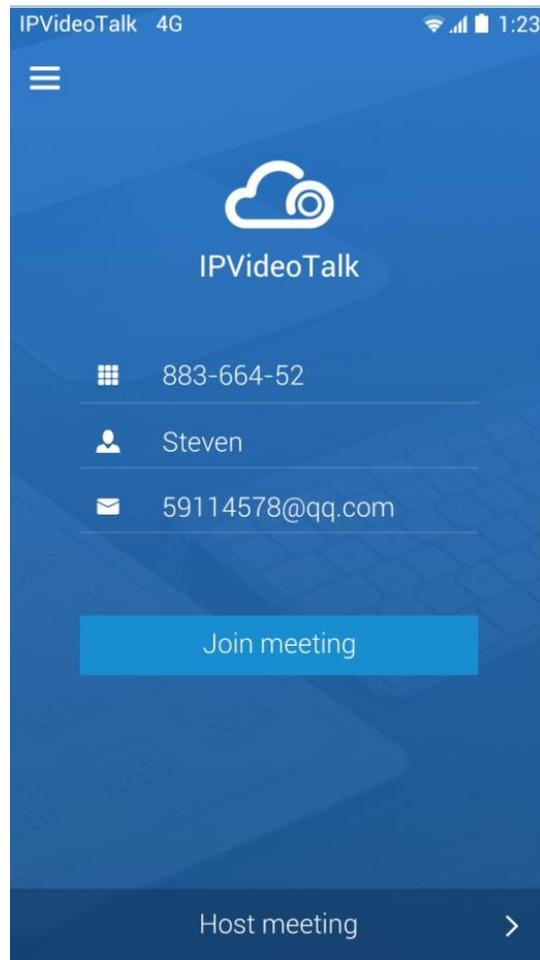 IPVideoTalk 4G 1:23
IPVideoTalk
883-664-52
Steven
59114578@qq.com
Join meeting
Host meeting